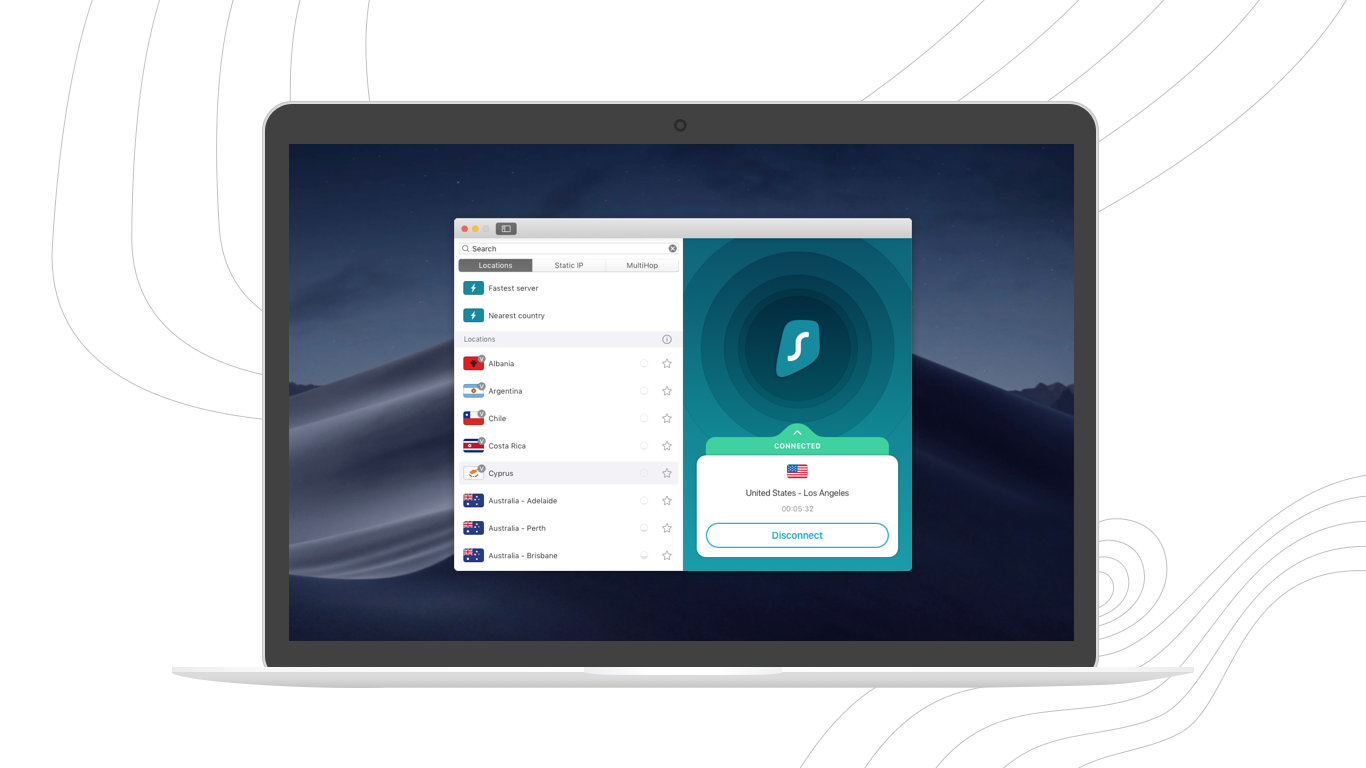 Search
Locations
Static IP
MultiHop
Fastest server
Nearest country
Locations
V
Albania
V
Argentina
V
Chile
V
Costa Rica
V
Cyprus
Australia - Adelaide
Australia - Perth
Australia - Brisbane
CONNECTED
United States - Los Angeles
00:05:32
Disconnect